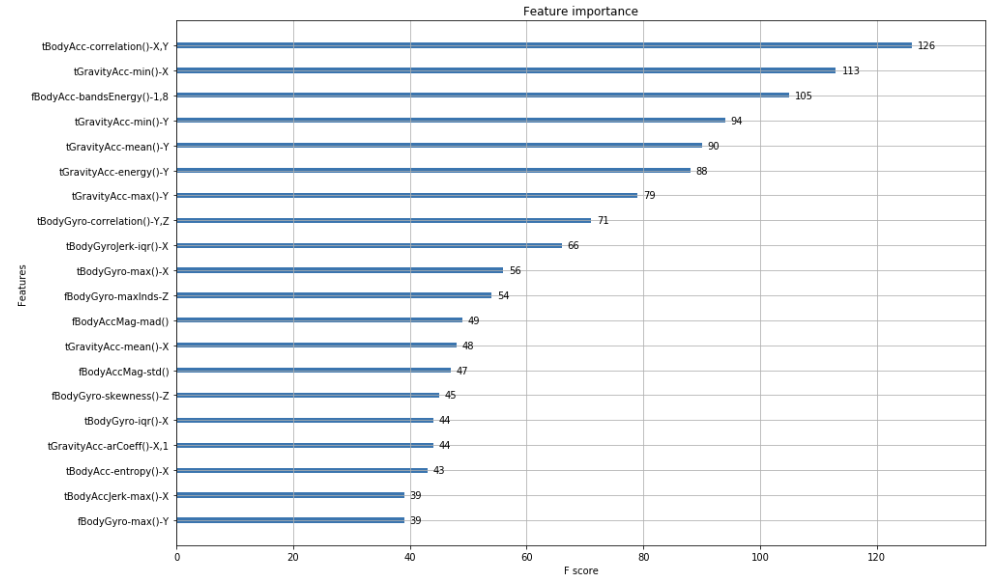 Feature importance
tBodyAcc-correlation()-X,Y
126
tGravityAcc-min()-X
113
fBodyAcc-bandsEnergy()-1,8
105
tGravityAcc-min()-Y
94
tGravityAcc-mean()-Y
90
tGravityAcc-energy()-Y
88
tGravityAcc-max()-Y
79
tBodyGyro-correlation()-Y,Z
71
tBodyGyroJerk-iqr()-X
66
tBodyGyro-max()-X
56
fBodyGyro-maxInds-Z
54
fBodyAccMag-mad()
49
tGravityAcc-mean()-X
48
fBodyAccMag-std()
47
fBodyGyro-skewness()-Z
45
tBodyGyro-iqr()-X
44
tGravityAcc-arCoeff()-X,1
44
tBodyAcc-entropy()-X
43
tBodyAccJerk-max()-X
39
fBodyGyro-max()-Y
39
Features
0 20 40 60 80 100 120
F score